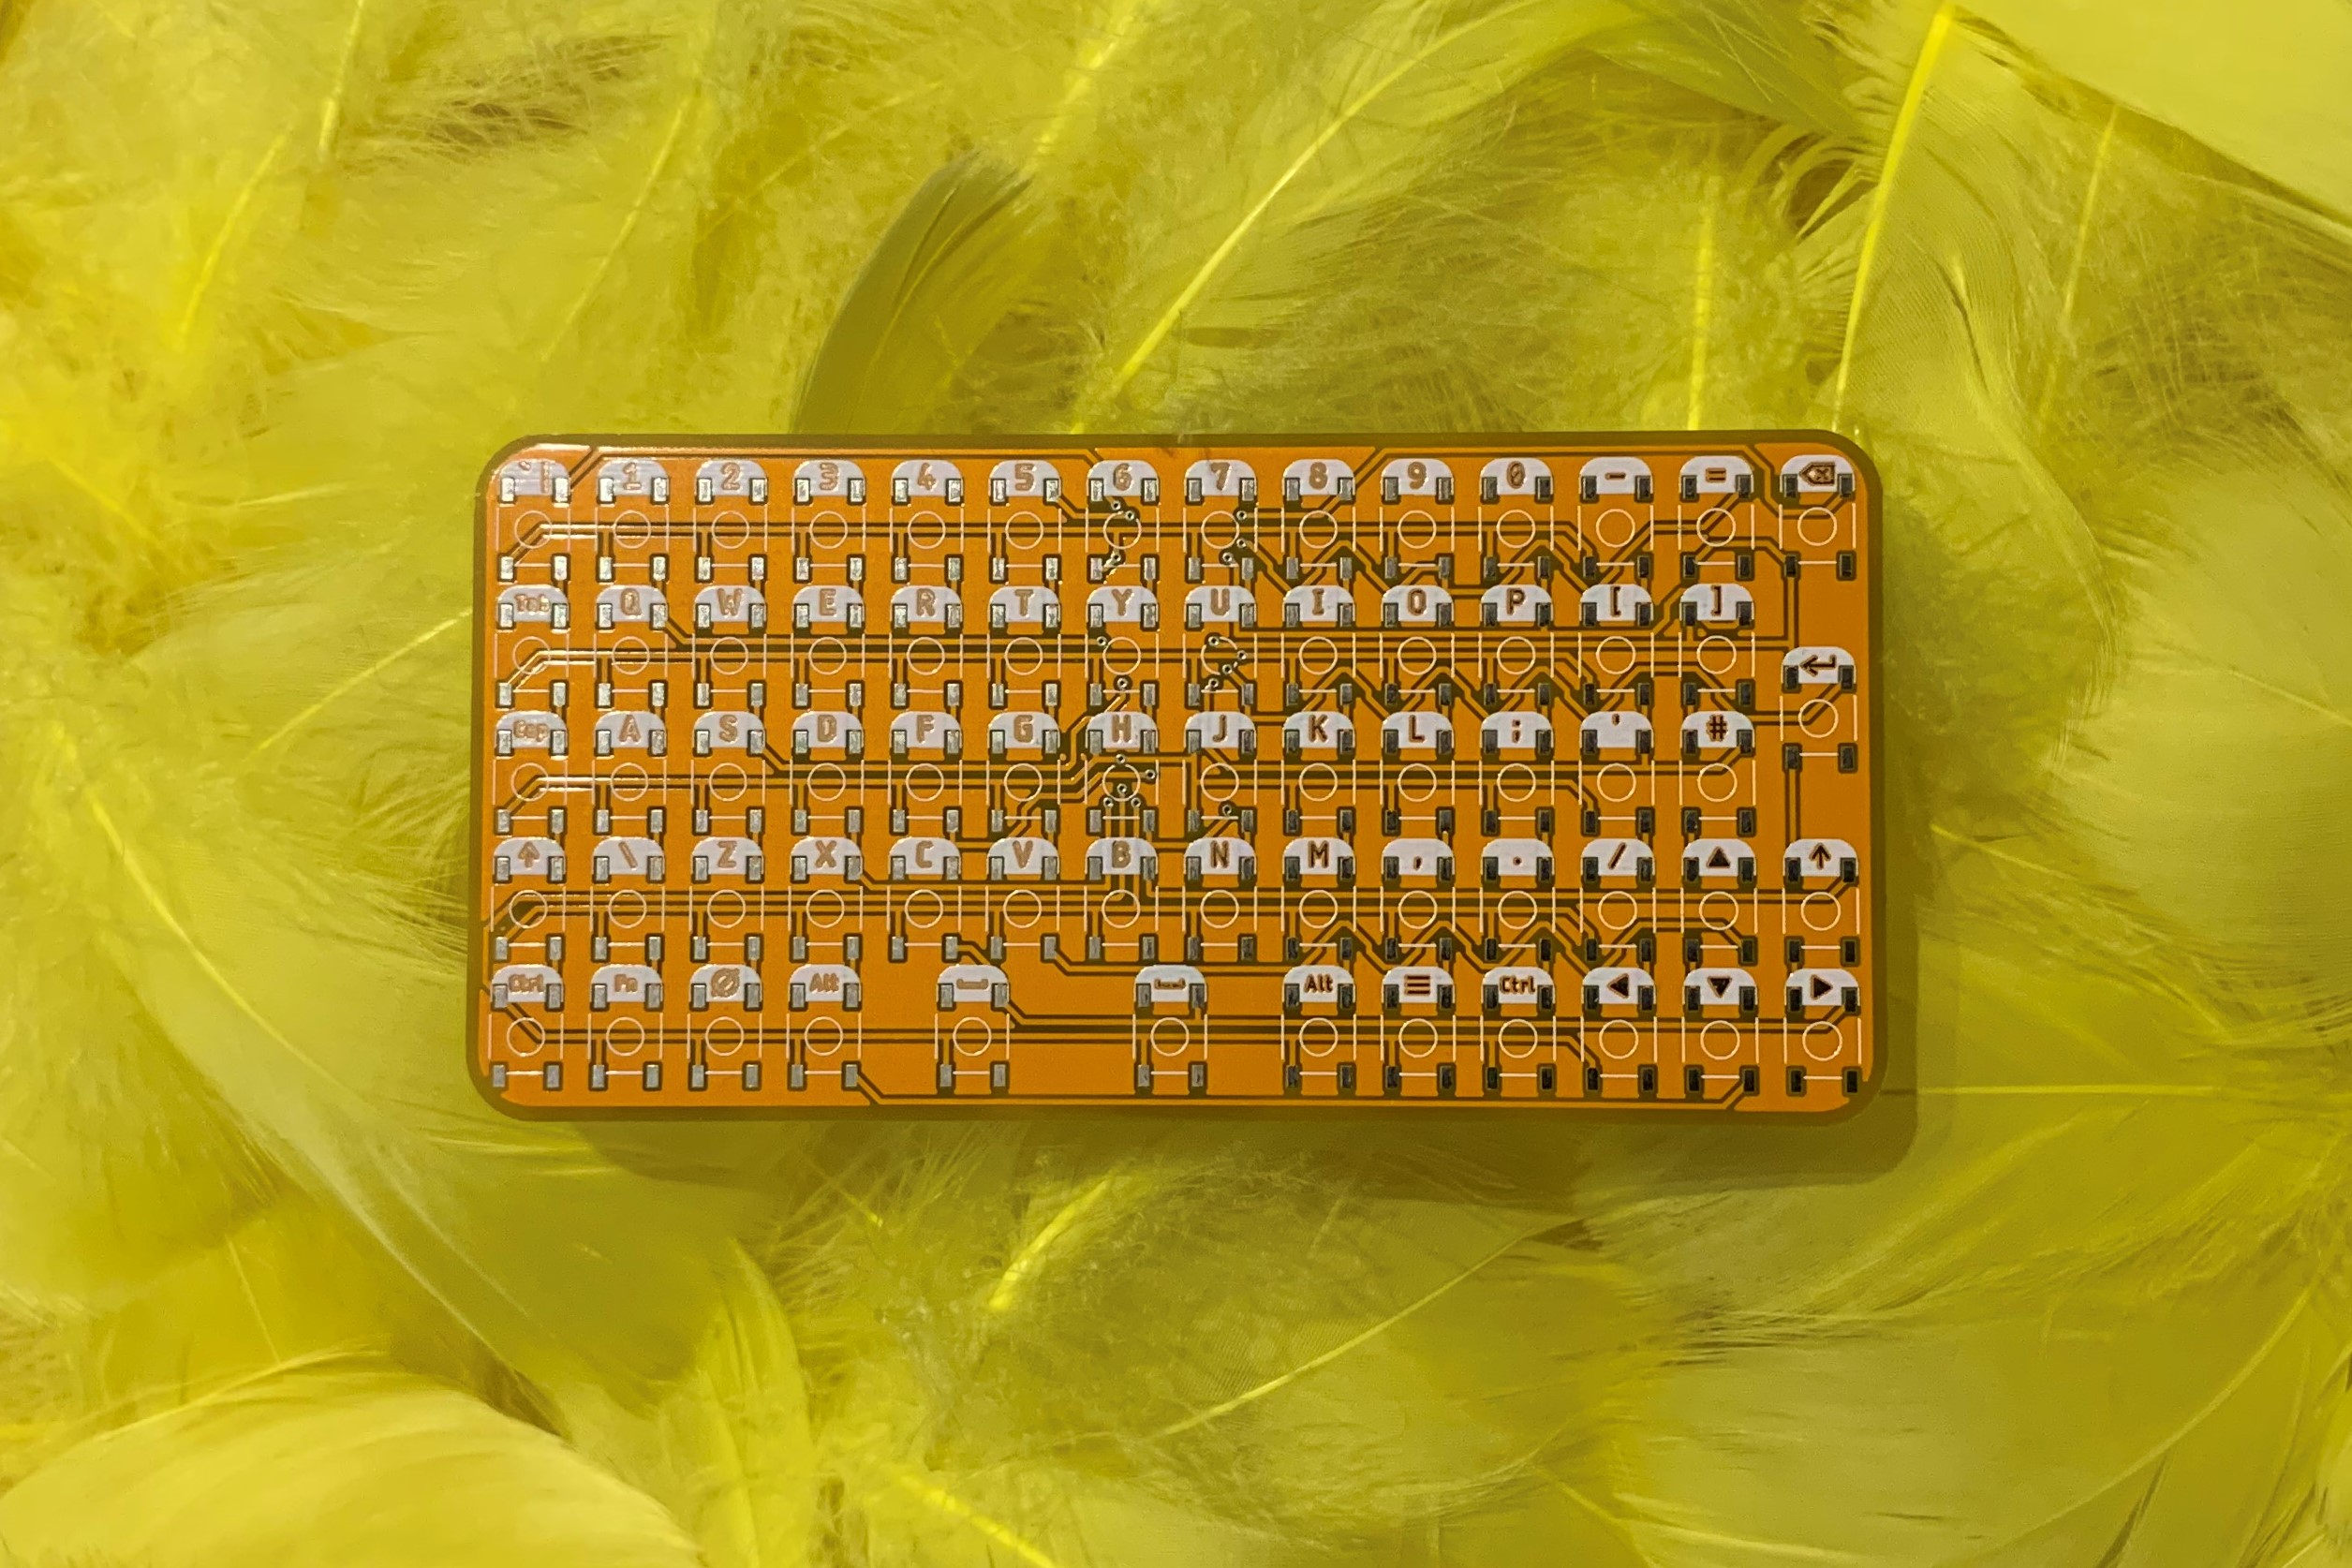 ` | 1 2 3 4 5 6 7 8 9 0 - = ⌫
Tab Q W E R T Y U I O P [ ]
←
Cap A S D F G H J K L ; ' #
↑ \ Z X C V B N M , . / ▲ ↑
Ctrl Fn Alt Alt ≡ Ctrl ◀ ▼ ▶